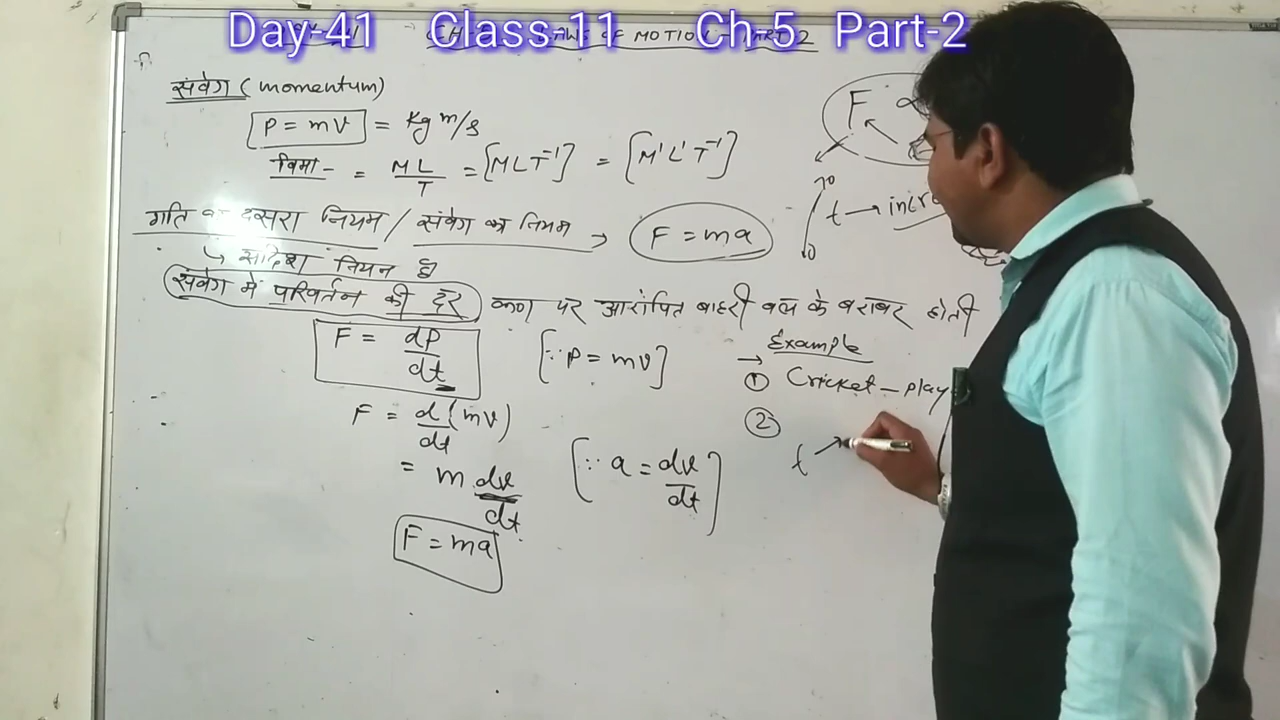 Day-41 Class-11 Ch-5 Part-2
OF MOTION
संवेग (momentum)
P = mv = Kg m/s
विमा - = ML/T = [MLT⁻¹] = [M¹L¹T⁻¹]
F
t → incre
गति का दूसरा नियम / संवेग का नियम → F = ma
↳ सदिश नियम है
संवेग में परिवर्तन की दर कण पर आरोपित बाहरी बल के बराबर होती
F = dP/dt [∵ P = mv]
→ Example
① Cricket - play
F = d/dt (mv)
②
= m dv/dt [∵ a = dv/dt]
t →
F = ma